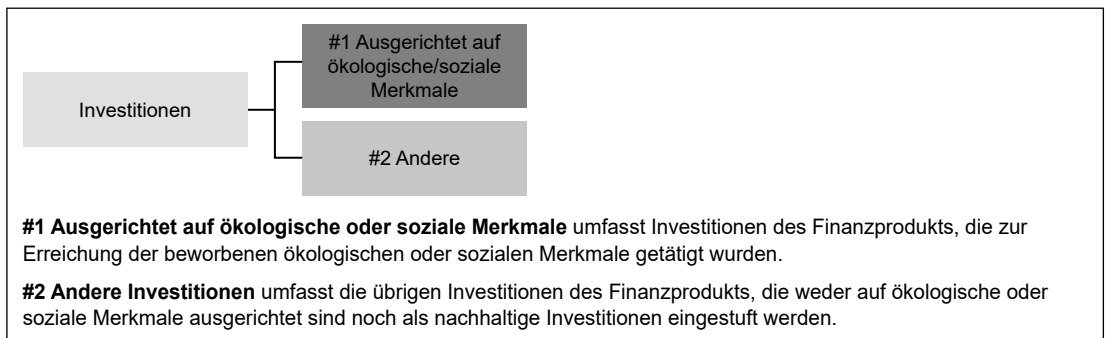 #1 Ausgerichtet auf
ökologische/soziale
Merkmale
Investitionen
#2 Andere
#1 Ausgerichtet auf ökologische oder soziale Merkmale umfasst Investitionen des Finanzprodukts, die zur
Erreichung der beworbenen ökologischen oder sozialen Merkmale getätigt wurden.
#2 Andere Investitionen umfasst die übrigen Investitionen des Finanzprodukts, die weder auf ökologische oder
soziale Merkmale ausgerichtet sind noch als nachhaltige Investitionen eingestuft werden.